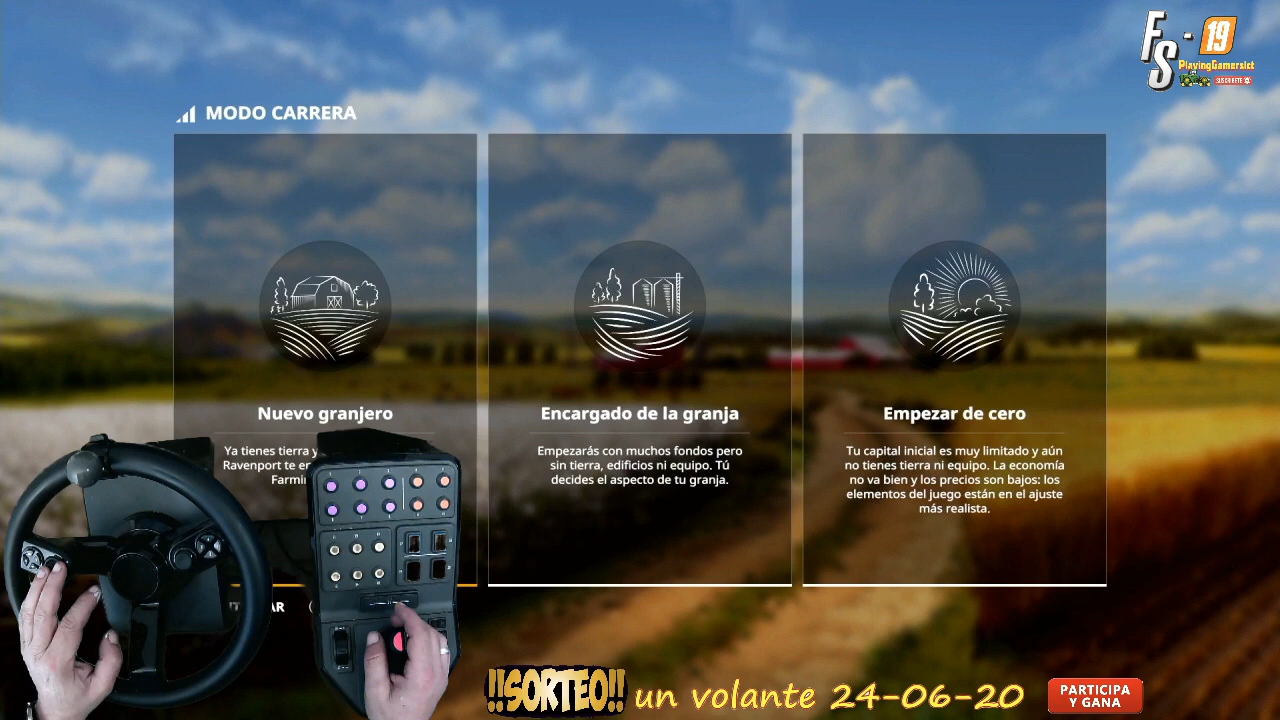 FS-19
PlayingGamerslct
SUSCRIBETE
MODO CARRERA
Nuevo granjero
Ya tienes tierra y
Ravenport te
Encargado de la granja
Empezarás con muchos fondos pero
sin tierra, edificios ni equipo. Tú
decides el aspecto de tu granja.
Empezar de cero
Tu capital inicial es muy limitado y aún
no tienes tierra ni equipo. La economía
no va bien y los precios son bajos: los
elementos del juego están en el ajuste
más realista.
!!SORTEO!! un volante 24-06-20
PARTICIPA
Y GANA